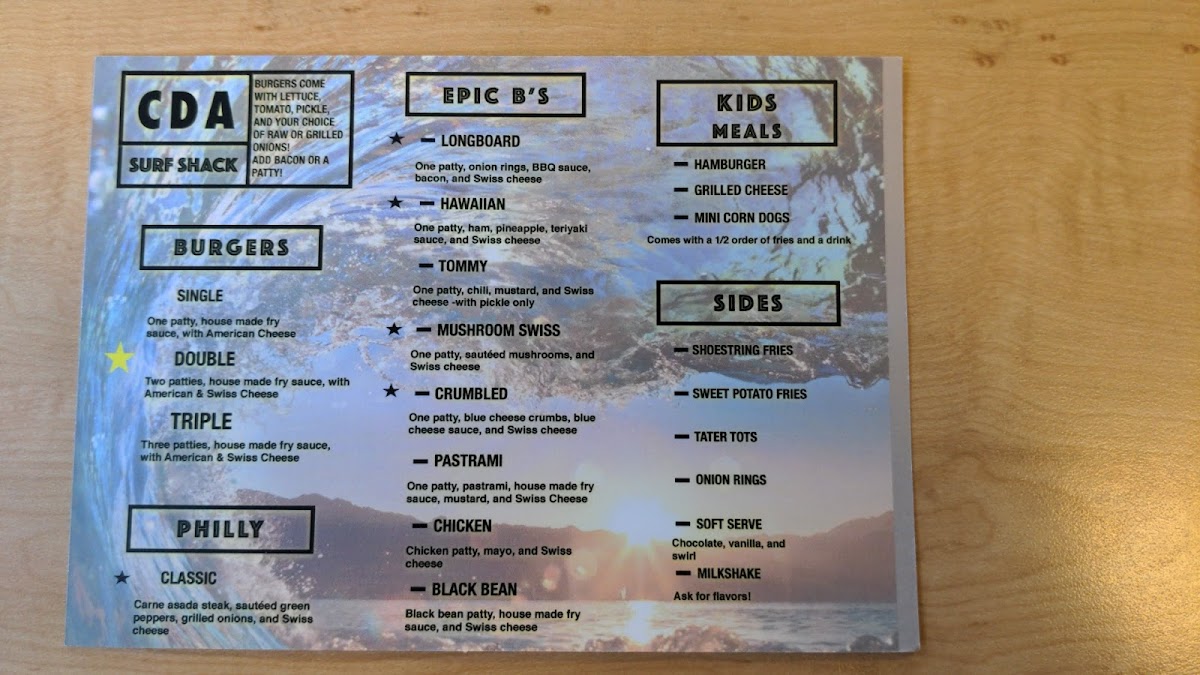 CDA
SURF SHACK
BURGERS COME
WITH LETTUCE,
TOMATO, PICKLE,
AND YOUR CHOICE
OF RAW OR GRILLED
ONIONS!
ADD BACON OR A
PATTY!
BURGERS
SINGLE
One patty, house made fry
sauce, with American Cheese
DOUBLE
Two patties, house made fry sauce, with
American & Swiss Cheese
TRIPLE
Three patties, house made fry sauce,
with American & Swiss Cheese
PHILLY
CLASSIC
Carne asada steak, sautéed green
peppers, grilled onions, and Swiss
cheese
EPIC B'S
— LONGBOARD
One patty, onion rings, BBQ sauce,
bacon, and Swiss cheese
— HAWAIIAN
One patty, ham, pineapple, teriyaki
sauce, and Swiss cheese
— TOMMY
One patty, chili, mustard, and Swiss
cheese -with pickle only
— MUSHROOM SWISS
One patty, sautéed mushrooms, and
Swiss cheese
— CRUMBLED
One patty, blue cheese crumbs, blue
cheese sauce, and Swiss cheese
— PASTRAMI
One patty, pastrami, house made fry
sauce, mustard, and Swiss Cheese
— CHICKEN
Chicken patty, mayo, and Swiss
cheese
— BLACK BEAN
Black bean patty, house made fry
sauce, and Swiss cheese
KIDS
MEALS
— HAMBURGER
— GRILLED CHEESE
— MINI CORN DOGS
Comes with a 1/2 order of fries and a drink
SIDES
— SHOESTRING FRIES
— SWEET POTATO FRIES
— TATER TOTS
— ONION RINGS
— SOFT SERVE
Chocolate, vanilla, and
swirl
— MILKSHAKE
Ask for flavors!